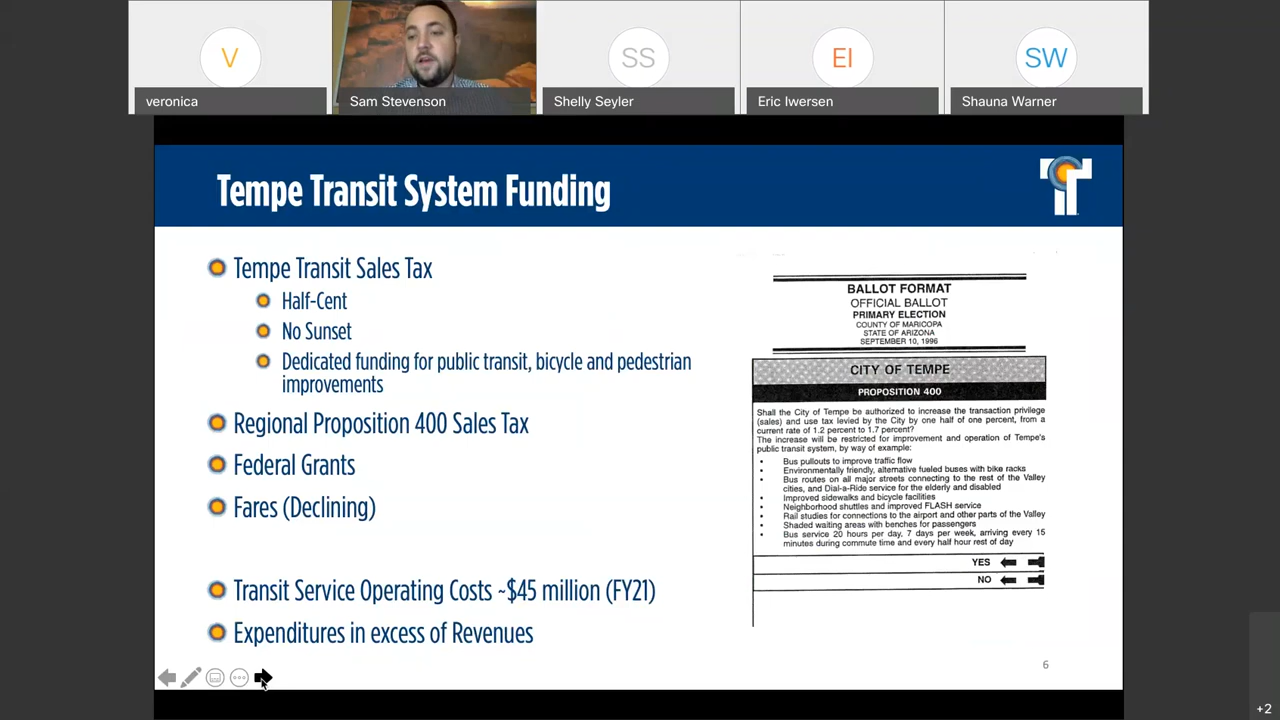 V
SS
EI
SW
veronica
Sam Stevenson
Shelly Seyler
Eric Iwersen
Shauna Warner
Tempe Transit System Funding
Tempe Transit Sales Tax
Half-Cent
No Sunset
Dedicated funding for public transit, bicycle and pedestrian
improvements
Regional Proposition 400 Sales Tax
Federal Grants
Fares (Declining)
Transit Service Operating Costs ~$45 million (FY21)
Expenditures in excess of Revenues
BALLOT FORMAT
OFFICIAL BALLOT
PRIMARY ELECTION
COUNTY OF MARICOPA
STATE OF ARIZONA
SEPTEMBER 10, 1996
CITY OF TEMPE
PROPOSITION 400
Shall the City of Tempe be authorized to increase the transaction privilege
(sales) and use tax levied by the City by one half of one percent, from a
current rate of 1.2 percent to 1.7 percent?
The increase will be restricted for improvement and operation of Tempe's
public transit system, by way of example:
• Bus pullouts to improve traffic flow
• Environmentally friendly, alternative fueled buses with bike racks
• Bus routes on all major streets connecting to the rest of the Valley
cities, and Dial-a-Ride service for the elderly and disabled
• Improved sidewalks and bicycle facilities
• Neighborhood shuttles and improved FLASH service
• Rail studies for connections to the airport and other parts of the Valley
• Shaded waiting areas with benches for passengers
• Bus service 20 hours per day, 7 days per week, arriving every 15
minutes during commute time and every half hour rest of day
YES
NO
6
+2